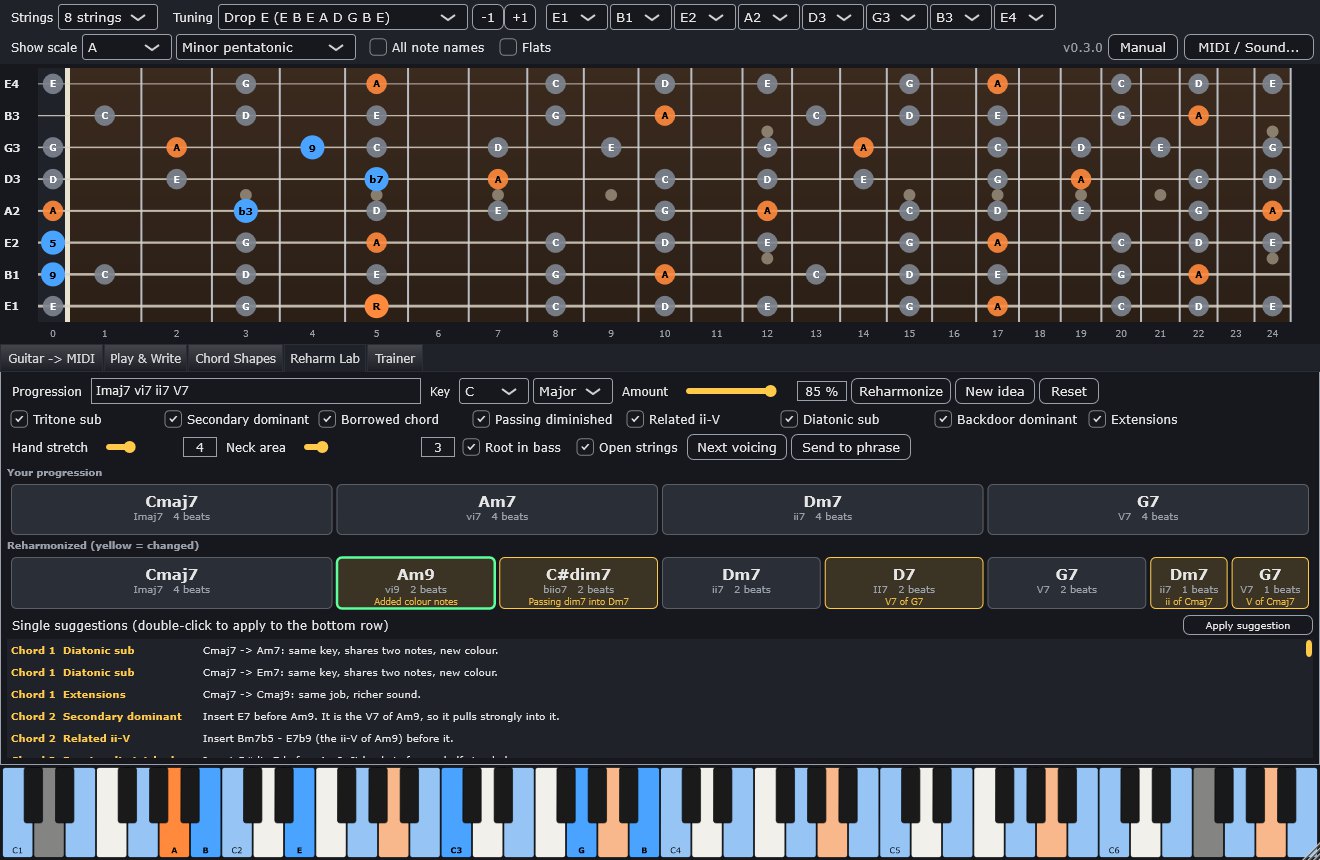 Strings 8 strings Tuning Drop E (E B E A D G B E) -1 +1 E1 B1 E2 A2 D3 G3 B3 E4
Show scale A Minor pentatonic All note names Flats v0.3.0 Manual MIDI / Sound...
E4 E G A C D E G A C D E
B3 C D E G A C D E G A
G3 G A 9 C D E G A C D E G
D3 D E b7 A C D E G A C D
A2 A b3 D E G A C D E G A
E2 5 G A C D E G A C D E
B1 9 C D E G A C D E G A
E1 E G R C D E G A C D E
0 1 2 3 4 5 6 7 8 9 10 11 12 13 14 15 16 17 18 19 20 21 22 23 24
Guitar -> MIDI Play & Write Chord Shapes Reharm Lab Trainer
Progression Imaj7 vi7 ii7 V7 Key C Major Amount 85 % Reharmonize New idea Reset
Tritone sub Secondary dominant Borrowed chord Passing diminished Related ii-V Diatonic sub Backdoor dominant Extensions
Hand stretch 4 Neck area 3 Root in bass Open strings Next voicing Send to phrase
Your progression
Cmaj7 Am7 Dm7 G7
Imaj7 4 beats vi7 4 beats ii7 4 beats V7 4 beats
Reharmonized (yellow = changed)
Cmaj7 Am9 C#dim7 Dm7 D7 G7 Dm7 G7
Imaj7 4 beats vi9 2 beats biio7 2 beats ii7 2 beats II7 2 beats V7 2 beats ii7 1 beats V7 1 beats
Added colour notes Passing dim7 into Dm7 V7 of G7 ii of Cmaj7 V of Cmaj7
Single suggestions (double-click to apply to the bottom row) Apply suggestion
Chord 1 Diatonic sub Cmaj7 -> Am7: same key, shares two notes, new colour.
Chord 1 Diatonic sub Cmaj7 -> Em7: same key, shares two notes, new colour.
Chord 1 Extensions Cmaj7 -> Cmaj9: same job, richer sound.
Chord 2 Secondary dominant Insert E7 before Am9. It is the V7 of Am9, so it pulls strongly into it.
Chord 2 Related ii-V Insert Bm7b5 - E7b9 (the ii-V of Am9) before it.
C1 A B C2 E C3 G B C4 C5 C6